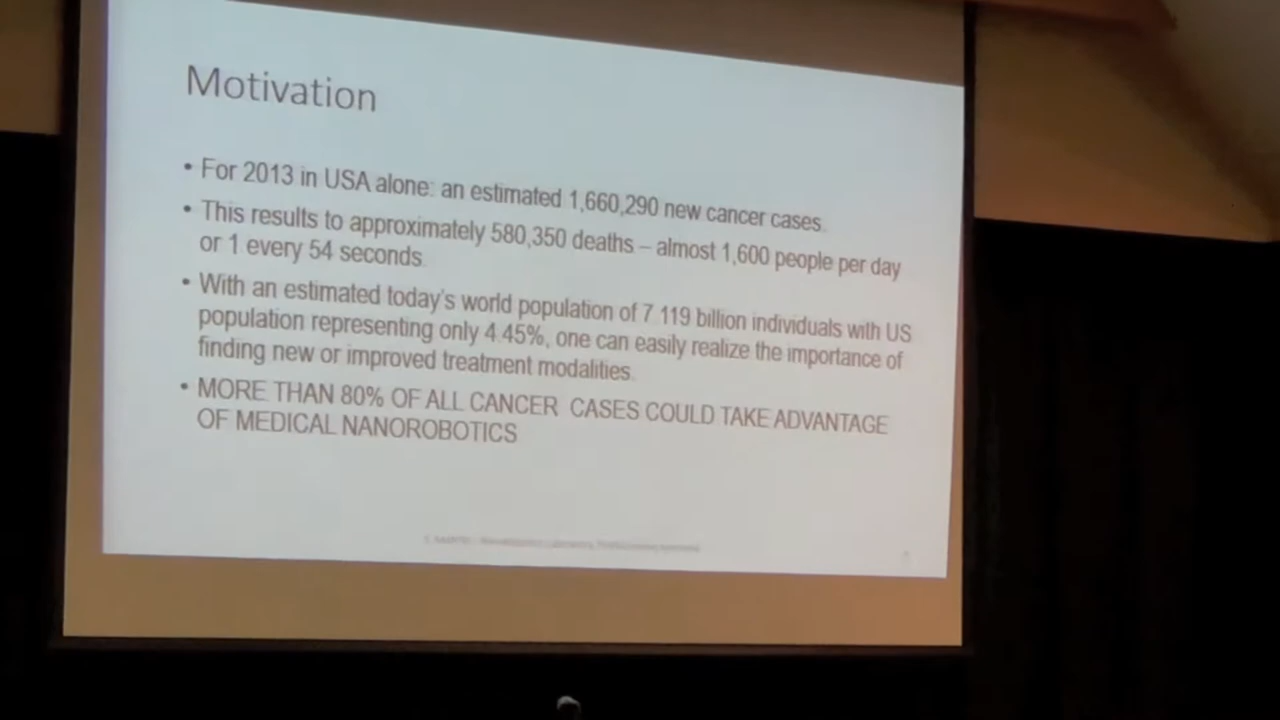 Motivation
• For 2013 in USA alone: an estimated 1,660,290 new cancer cases.
• This results to approximately 580,350 deaths – almost 1,600 people per day
or 1 every 54 seconds.
• With an estimated today's world population of 7.119 billion individuals with US
population representing only 4.45%, one can easily realize the importance of
finding new or improved treatment modalities.
• MORE THAN 80% OF ALL CANCER CASES COULD TAKE ADVANTAGE
OF MEDICAL NANOROBOTICS